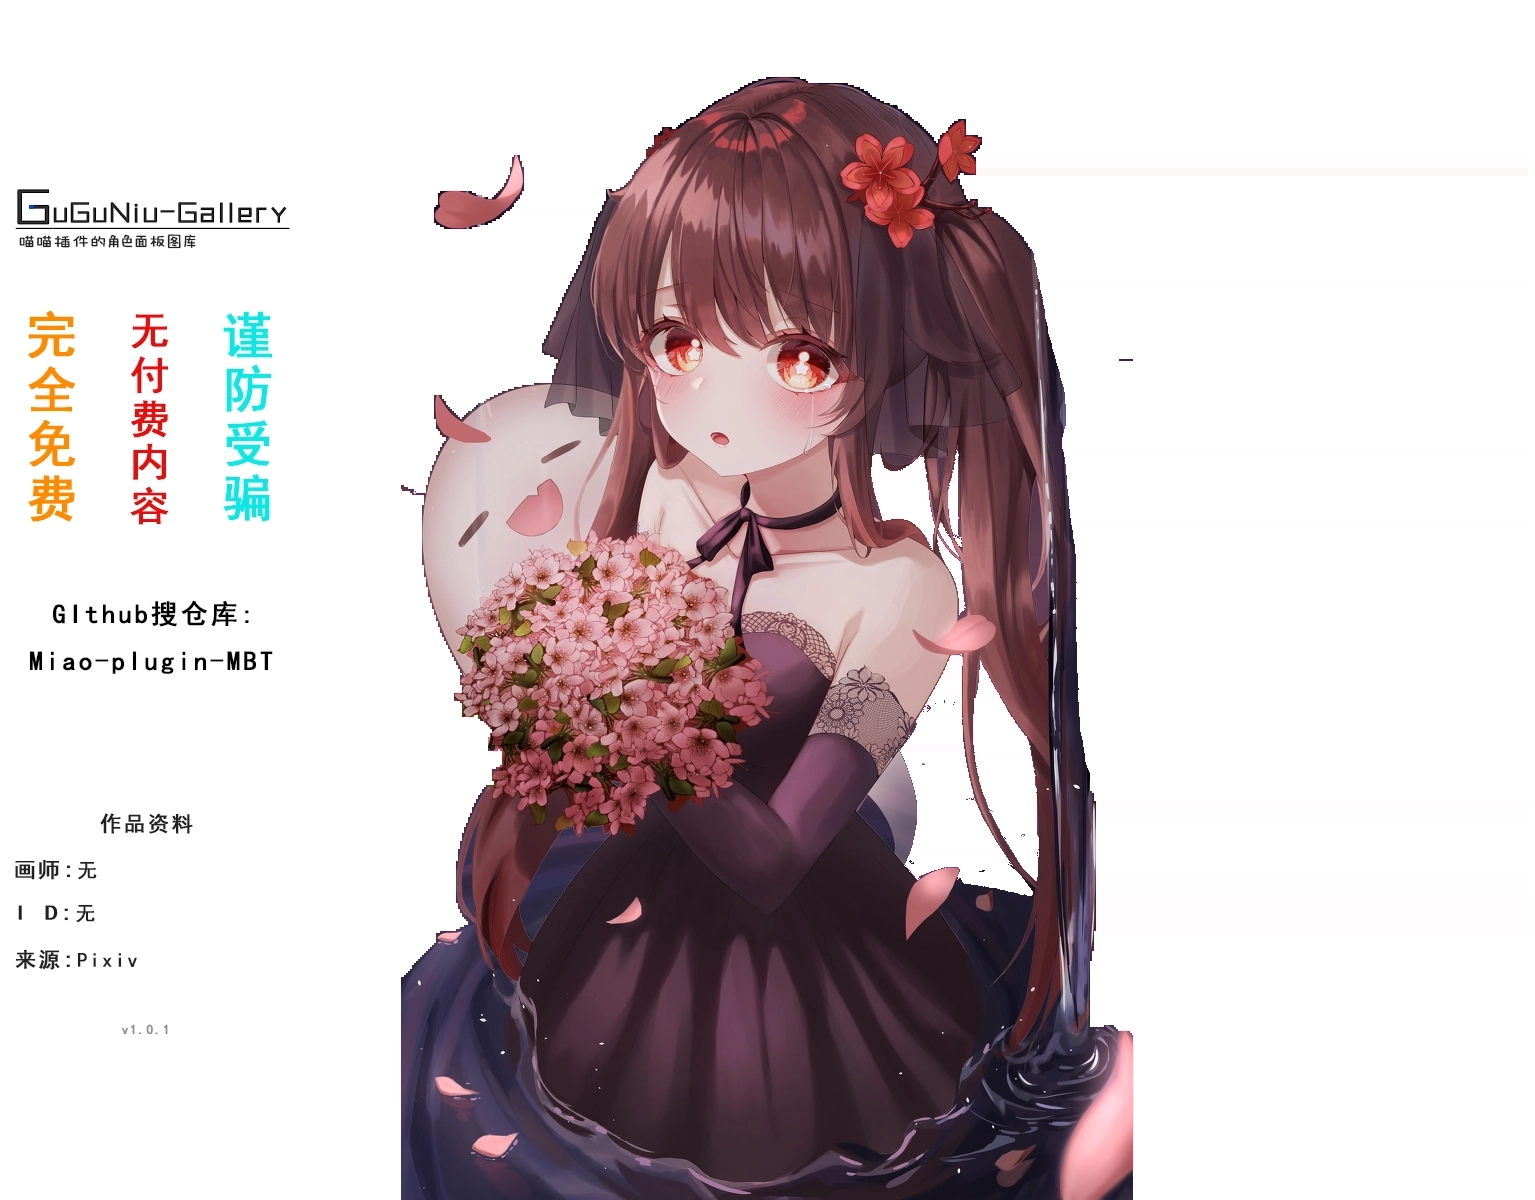 GuGuNiu-Gallery
喵喵插件的角色面板图库
完全免费
无付费内容
谨防受骗
GIthub搜仓库:
Miao-plugin-MBT
作品资料
画师:无
I D:无
来源:Pixiv
v1.0.1